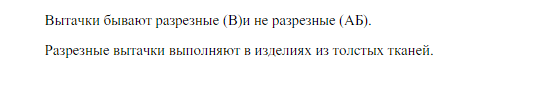 Вытачки бывают разрезные (В)и не разрезные (АБ).
Разрезные вытачки выполняют в изделиях из толстых тканей.